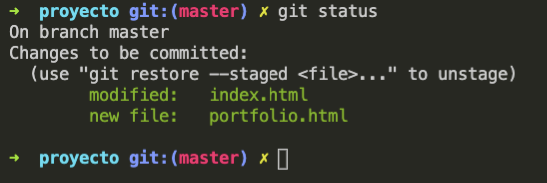 ➜ proyecto git:(master) ✗ git status
On branch master
Changes to be committed:
  (use "git restore --staged <file>..." to unstage)
        modified:   index.html
        new file:   portfolio.html

➜ proyecto git:(master) ✗